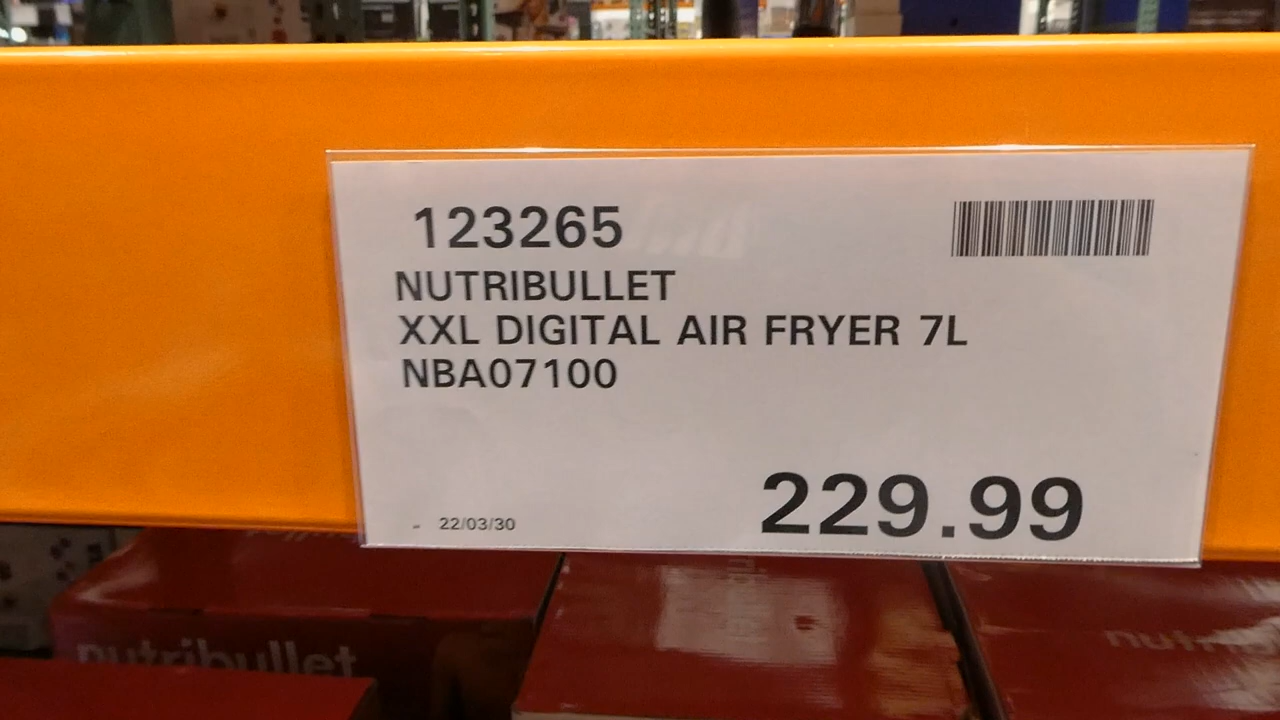 123265
NUTRIBULLET
XXL DIGITAL AIR FRYER 7L
NBA07100
229.99
- 22/03/30
nutribullet